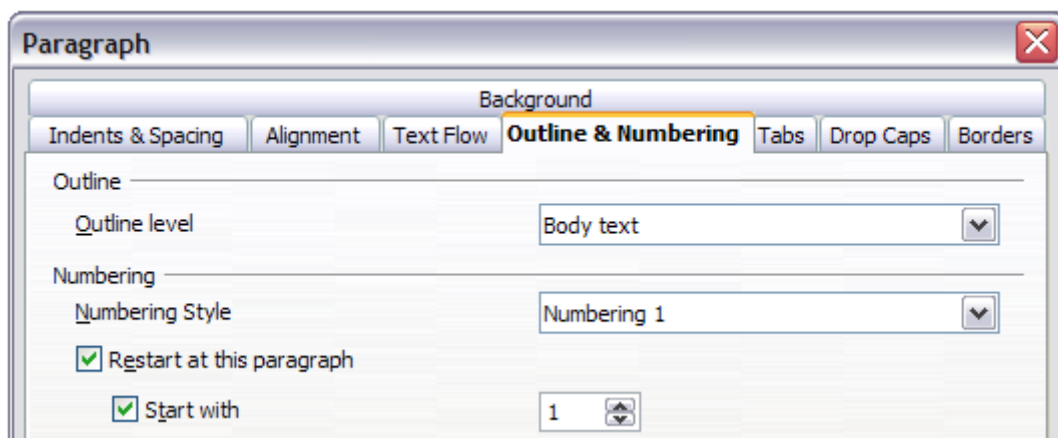 Paragraph
Background
Indents & Spacing Alignment Text Flow Outline & Numbering Tabs Drop Caps Borders
Outline
Outline level Body text
Numbering
Numbering Style Numbering 1
Restart at this paragraph
Start with 1